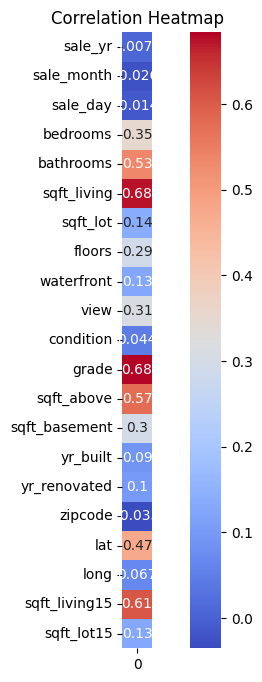 Correlation Heatmap
sale_yr .007
sale_month 0.026
sale_day 0.014
bedrooms 0.35
bathrooms 0.53
sqft_living 0.68
sqft_lot 0.14
floors 0.29
waterfront 0.13
view 0.31
condition 0.044
grade 0.68
sqft_above 0.57
sqft_basement 0.3
yr_built 0.09
yr_renovated 0.1
zipcode 0.03
lat 0.47
long 0.067
sqft_living15 0.61
sqft_lot15 0.13
0
0.6
0.5
0.4
0.3
0.2
0.1
0.0